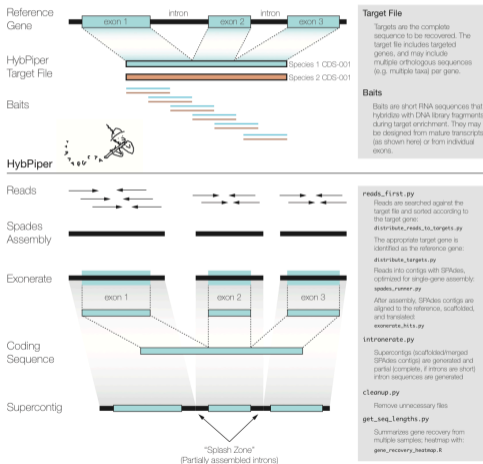 Reference
Gene
exon 1
intron
exon 2
intron
exon 3
HybPiper
Target File
Species 1 CDS-001
Species 2 CDS-001
Baits
Target File
Targets are the complete
sequence to be recovered. The
target file includes targeted
genes, and may include
multiple orthologous sequences
(e.g. multiple taxa) per gene.
Baits
Baits are short RNA sequences that
hybridize with DNA library fragments
during target enrichment. They may
be designed from mature transcripts
(as shown here) or from individual
exons.
HybPiper
Reads
Spades
Assembly
Exonerate
exon 1
exon 2
exon 3
Coding
Sequence
Supercontig
"Splash Zone"
(Partially assembled introns)
reads_first.py
Reads are searched against the
target file and sorted according to
the target gene:
distribute_reads_to_targets.py
The appropriate target gene is
identified as the reference gene:
distribute_targets.py
Reads into contigs with SPAdes,
optimized for single-gene assembly:
spades_runner.py
After assembly, SPAdes contigs are
aligned to the reference, scaffolded,
and translated:
exonerate_hits.py
intronerate.py
Supercontigs (scaffolded/merged
SPAdes contigs) are generated and
partial (complete, if introns are short)
intron sequences are generated
cleanup.py
Remove unnecessary files
get_seq_lengths.py
Summarizes gene recovery from
multiple samples; heatmap with:
gene_recovery_heatmap.R